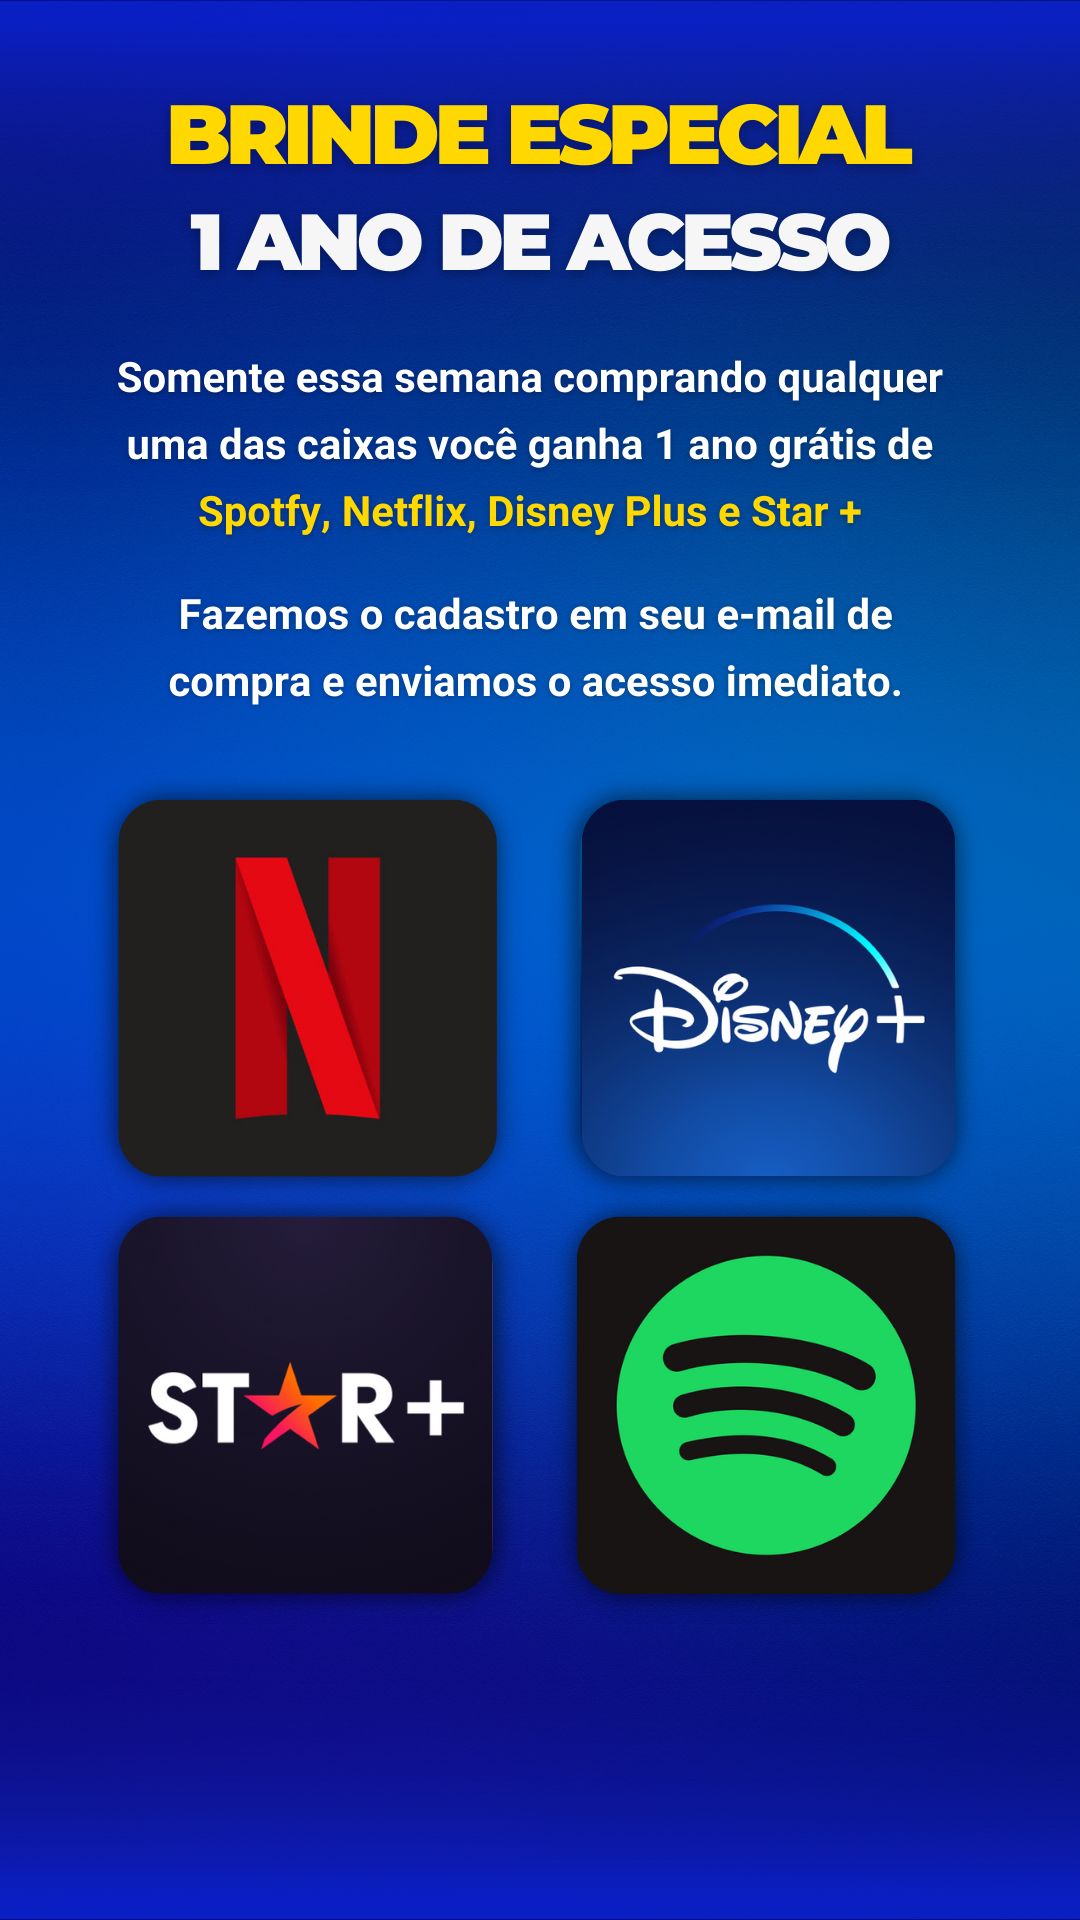 BRINDE ESPECIAL
1 ANO DE ACESSO
Somente essa semana comprando qualquer
uma das caixas você ganha 1 ano grátis de
Spotfy, Netflix, Disney Plus e Star +
Fazemos o cadastro em seu e-mail de
compra e enviamos o acesso imediato.
N
Disney+
STAR+